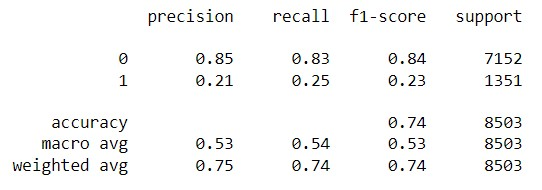 precision recall f1-score support
0 0.85 0.83 0.84 7152
1 0.21 0.25 0.23 1351
accuracy 0.74 8503
macro avg 0.53 0.54 0.53 8503
weighted avg 0.75 0.74 0.74 8503